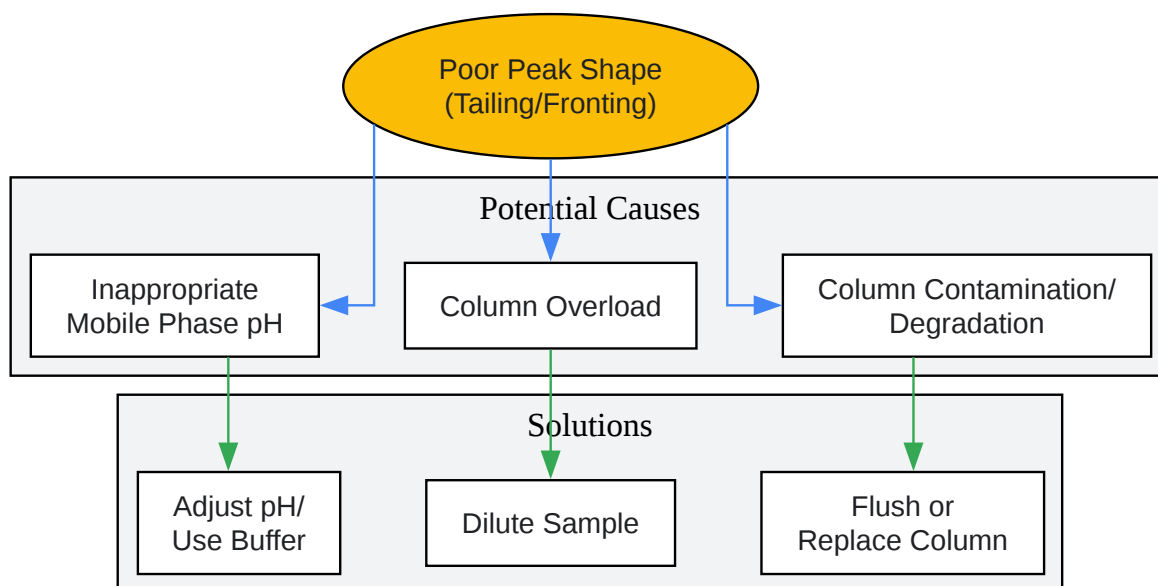 Poor Peak Shape
(Tailing/Fronting)
Potential Causes
Inappropriate
Mobile Phase pH
Column Overload
Column Contamination/
Degradation
Solutions
Adjust pH/
Use Buffer
Dilute Sample
Flush or
Replace Column